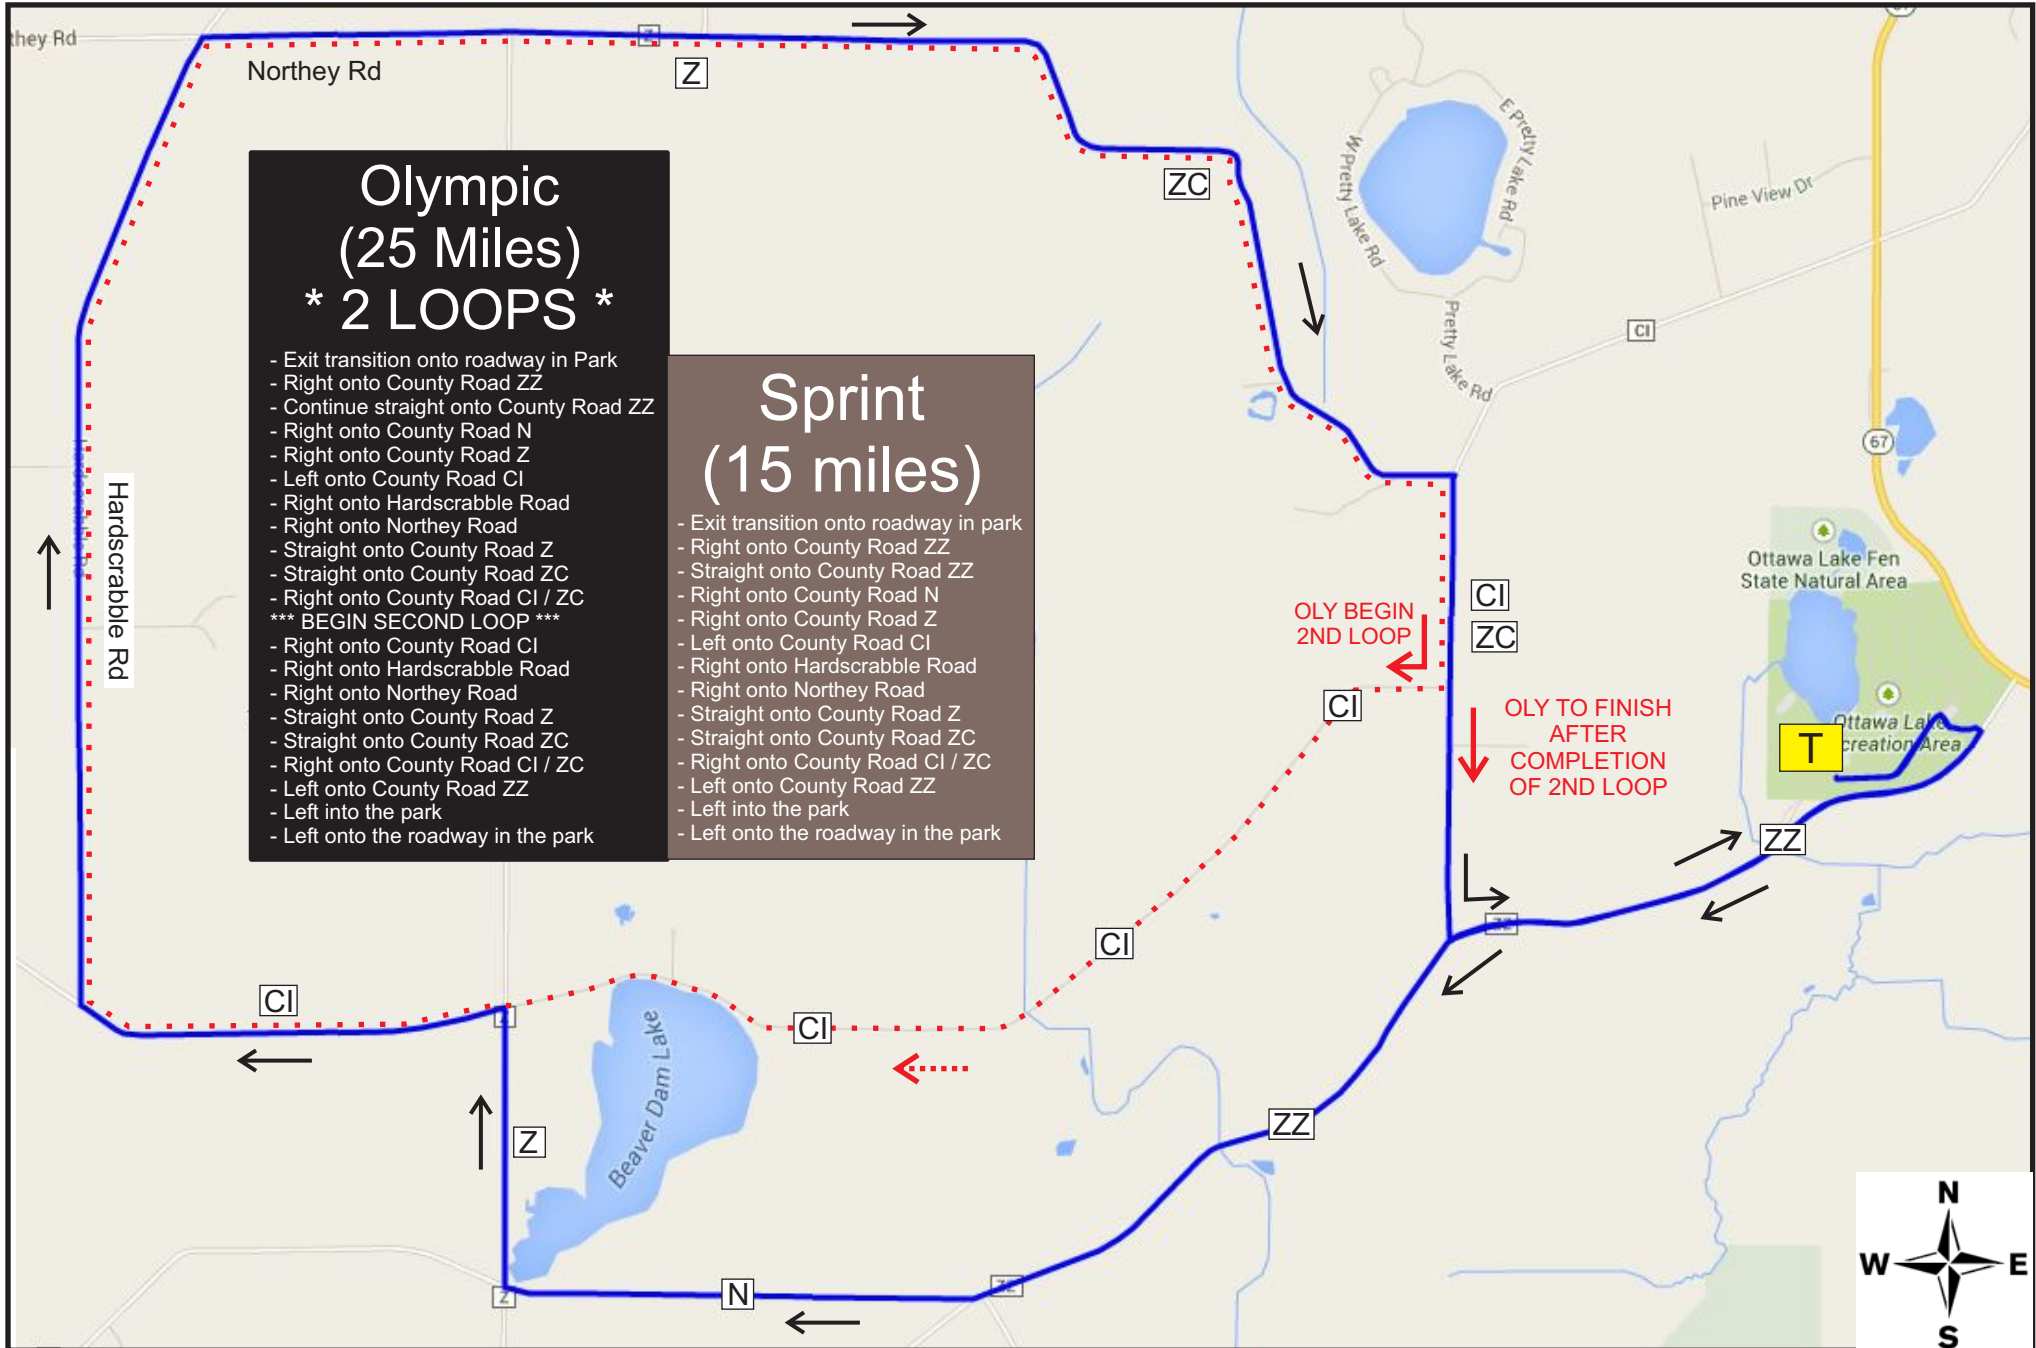 they Rd
Northey Rd
Z
Z
Olympic
(25 Miles)
* 2 LOOPS *
- Exit transition onto roadway in Park
- Right onto County Road ZZ
- Continue straight onto County Road ZZ
- Right onto County Road N
- Right onto County Road Z
- Left onto County Road CI
- Right onto Hardscrabble Road
- Right onto Northey Road
- Straight onto County Road Z
- Straight onto County Road ZC
- Right onto County Road CI / ZC
*** BEGIN SECOND LOOP ***
- Right onto County Road CI
- Right onto Hardscrabble Road
- Right onto Northey Road
- Straight onto County Road Z
- Straight onto County Road ZC
- Right onto County Road CI / ZC
- Left onto County Road ZZ
- Left into the park
- Left onto the roadway in the park
Sprint
(15 miles)
- Exit transition onto roadway in park
- Right onto County Road ZZ
- Straight onto County Road ZZ
- Right onto County Road N
- Right onto County Road Z
- Left onto County Road CI
- Right onto Hardscrabble Road
- Right onto Northey Road
- Straight onto County Road Z
- Straight onto County Road ZC
- Right onto County Road CI / ZC
- Left onto County Road ZZ
- Left into the park
- Left onto the roadway in the park
ZC
W Pretty Lake Rd
E Pretty Lake Rd
Pretty Lake Rd
Pine View Dr
CI
67
Hardscrabble Rd
Ottawa Lake Fen
State Natural Area
CI
ZC
OLY BEGIN
2ND LOOP
CI
OLY TO FINISH
AFTER
COMPLETION
OF 2ND LOOP
Ottawa Lake
creation Area
T
ZZ
ZZ
CI
CI
CI
Z
Z
Beaver Dam Lake
ZZ
N
ZZ
Z
N
W
E
S